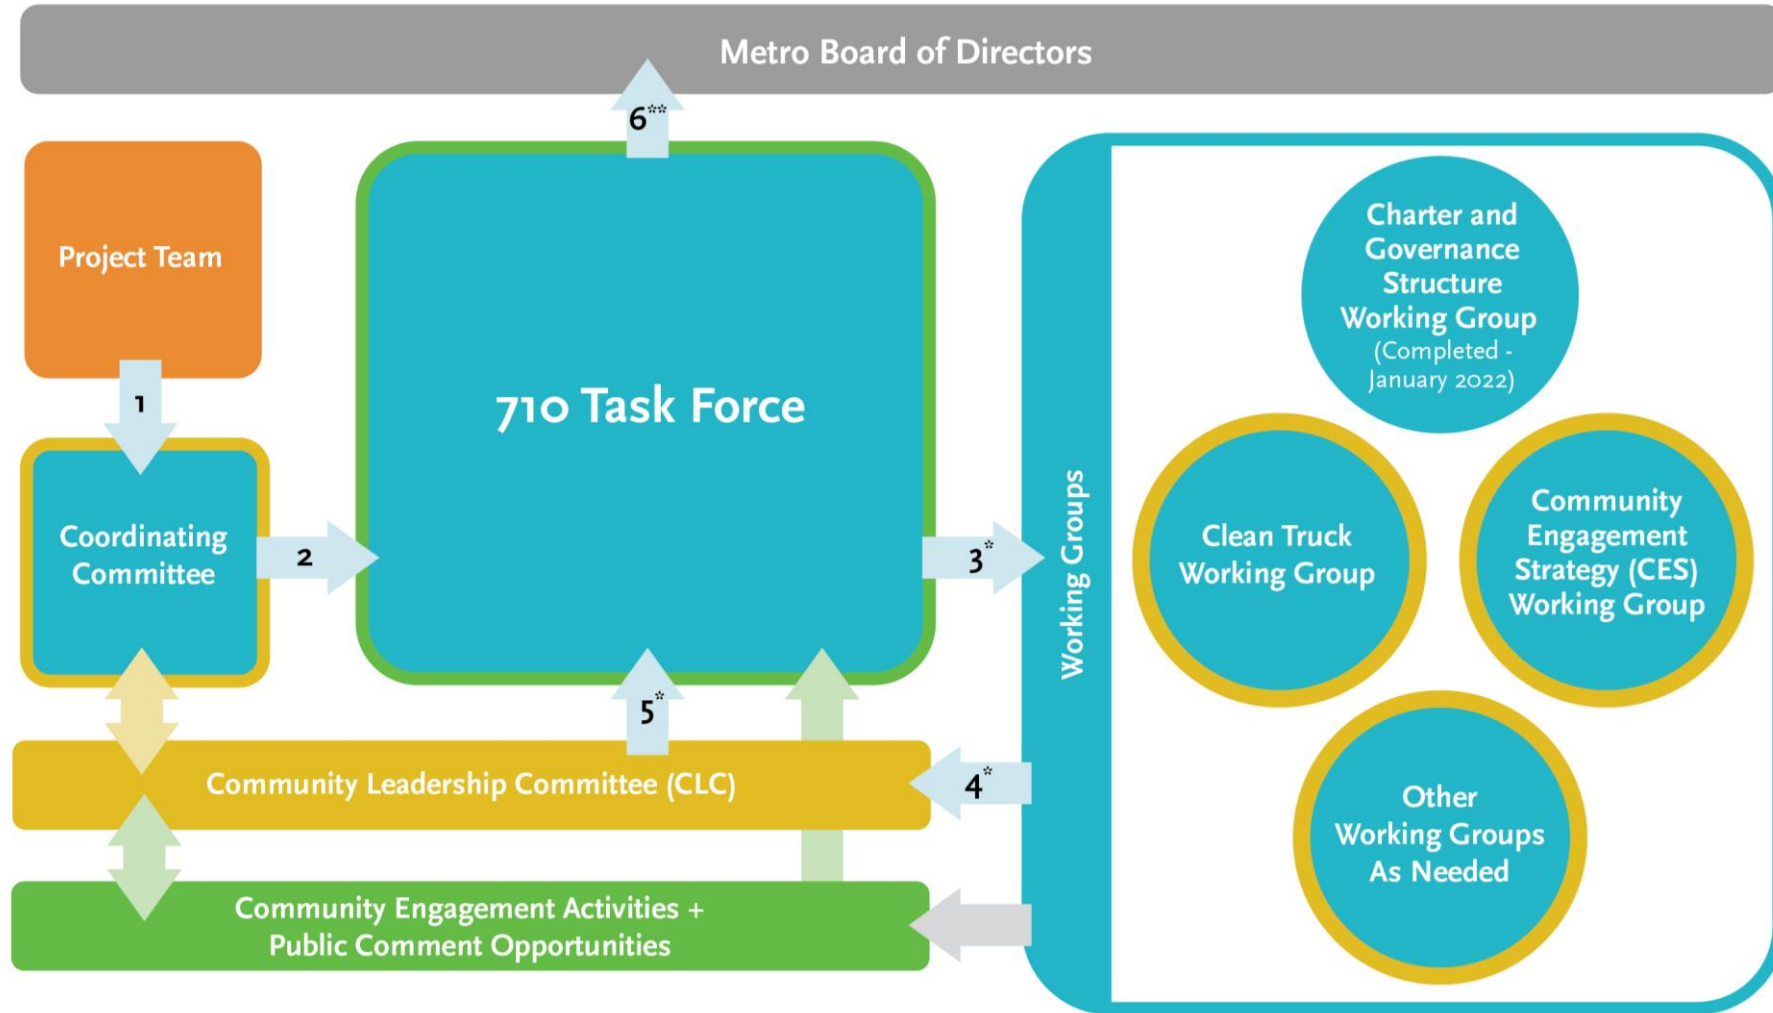 Metro Board of Directors
6**
Project Team
1
Coordinating
Committee
2
710 Task Force
3*
5*
Community Leadership Committee (CLC)
4*
Community Engagement Activities +
Public Comment Opportunities
Working Groups
Charter and
Governance
Structure
Working Group
(Completed -
January 2022)
Clean Truck
Working Group
Community
Engagement
Strategy (CES)
Working Group
Other
Working Groups
As Needed